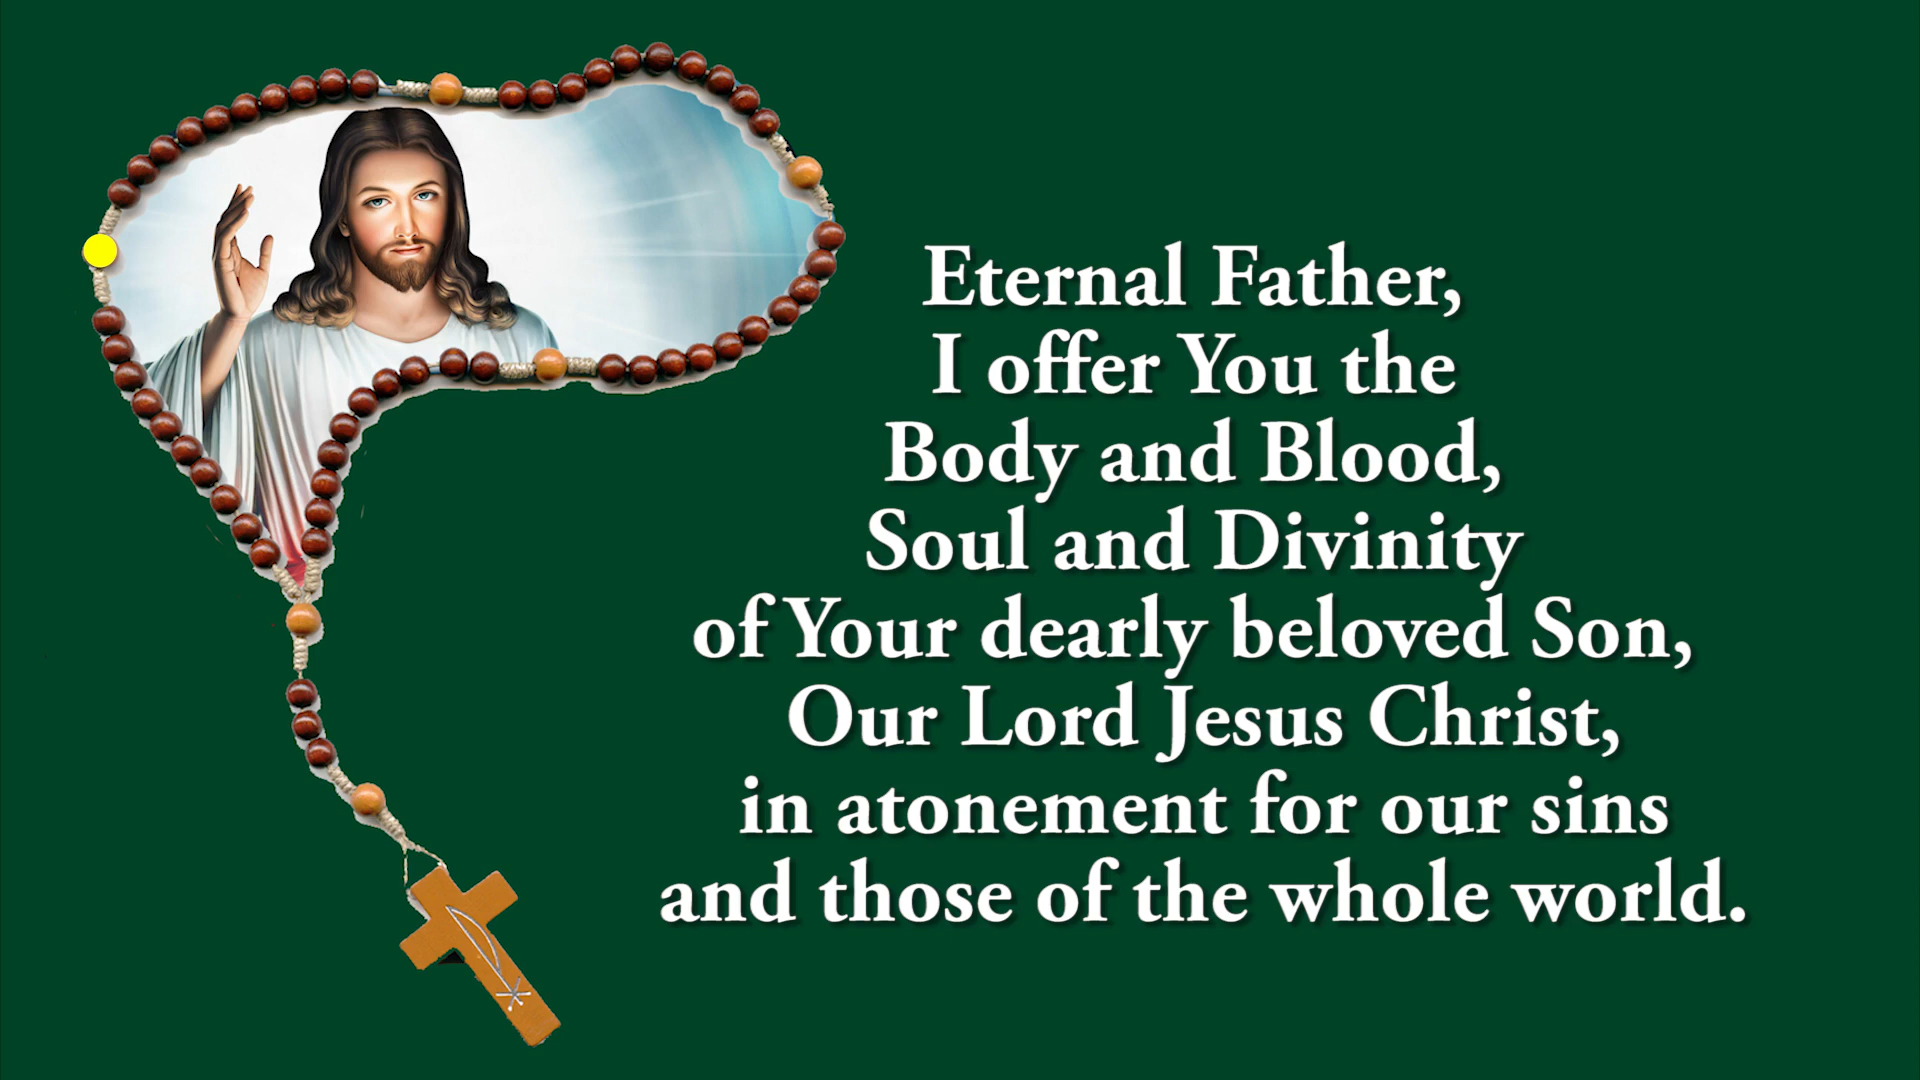 Eternal Father,
I offer You the
Body and Blood,
Soul and Divinity
of Your dearly beloved Son,
Our Lord Jesus Christ,
in atonement for our sins
and those of the whole world.